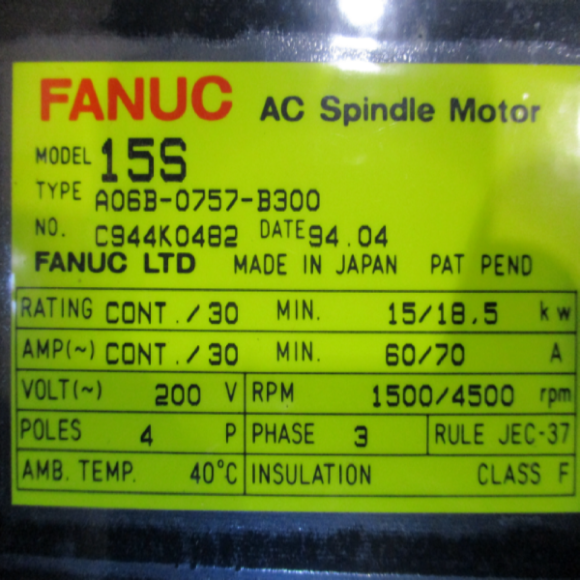 FANUC AC Spindle Motor
MODEL 15S
TYPE A06B-0757-B300
NO. C944K0482 DATE 94.04
FANUC LTD MADE IN JAPAN PAT PEND
RATING CONT./30 MIN. 15/18.5 kw
AMP(~) CONT./30 MIN. 60/70 A
VOLT(~) 200 V RPM 1500/4500 rpm
POLES 4 P PHASE 3 RULE JEC-37
AMB. TEMP. 40°C INSULATION CLASS F